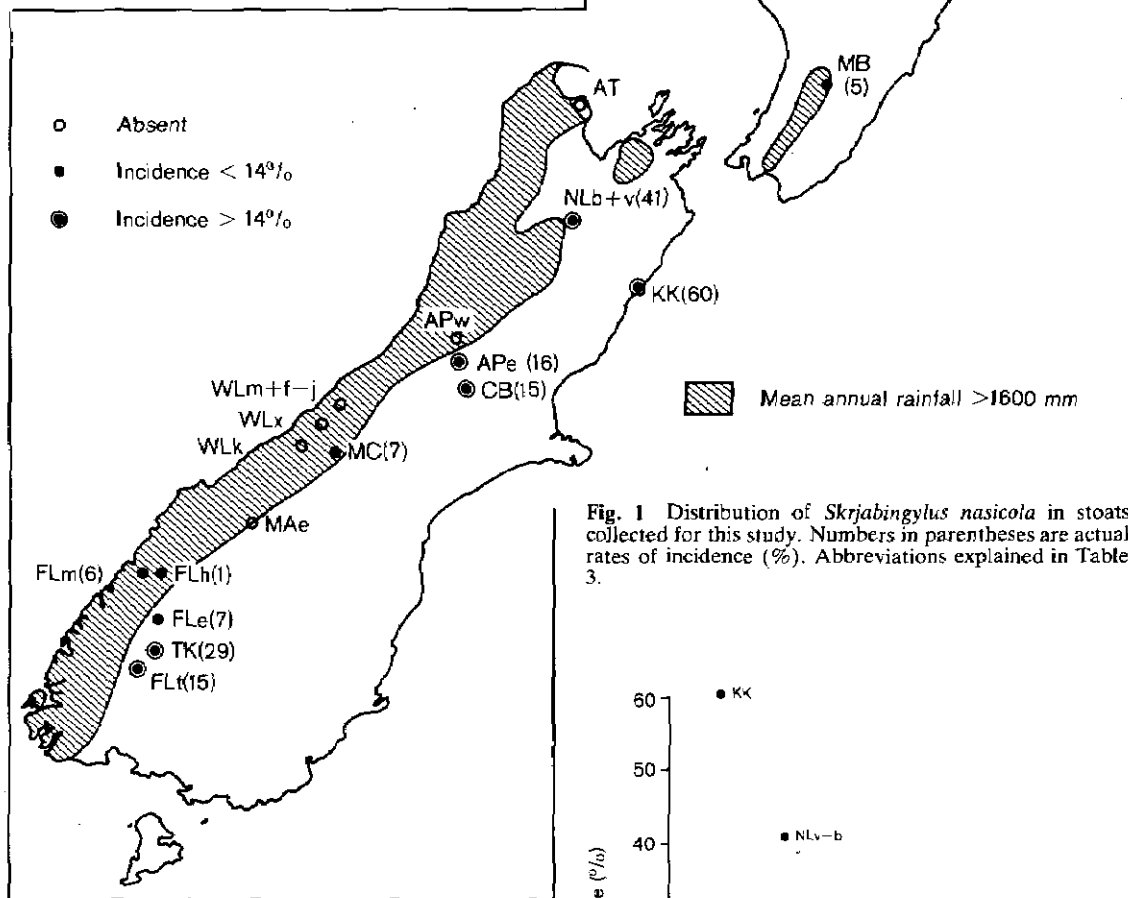 MB
(5)
AT
Absent
Incidence < 14%
Incidence > 14%
NLb+v(41)
KK(60)
APw
APe (16)
CB(15)
WLm+f-j
WLx
WLk
MC(7)
MAe
FLm(6)
FLh(1)
FLe(7)
TK(29)
FLt(15)
Mean annual rainfall >1600 mm
Fig. 1 Distribution of Skrjabingylus nasicola in stoats
collected for this study. Numbers in parentheses are actual
rates of incidence (%). Abbreviations explained in Table
3.
60
KK
50
NLv-b
40
e (%)